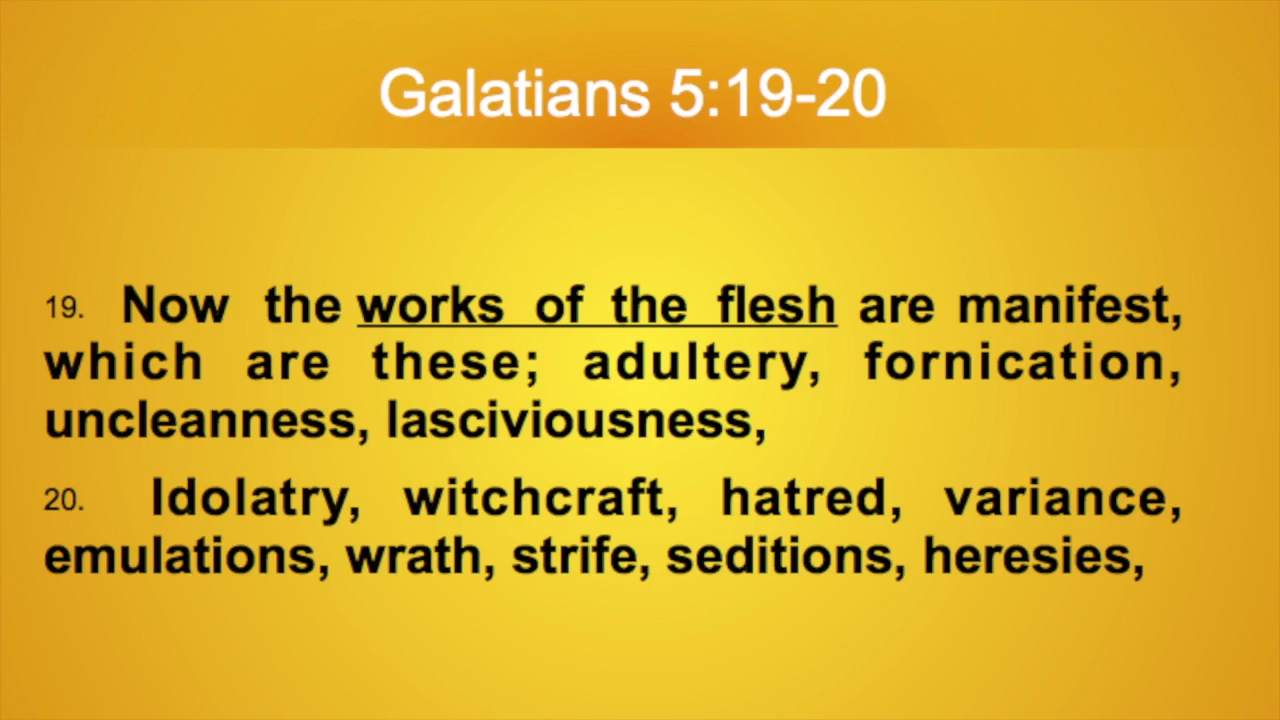 Galatians 5:19-20
19. Now the works of the flesh are manifest,
which are these; adultery, fornication,
uncleanness, lasciviousness,
20. Idolatry, witchcraft, hatred, variance,
emulations, wrath, strife, seditions, heresies,